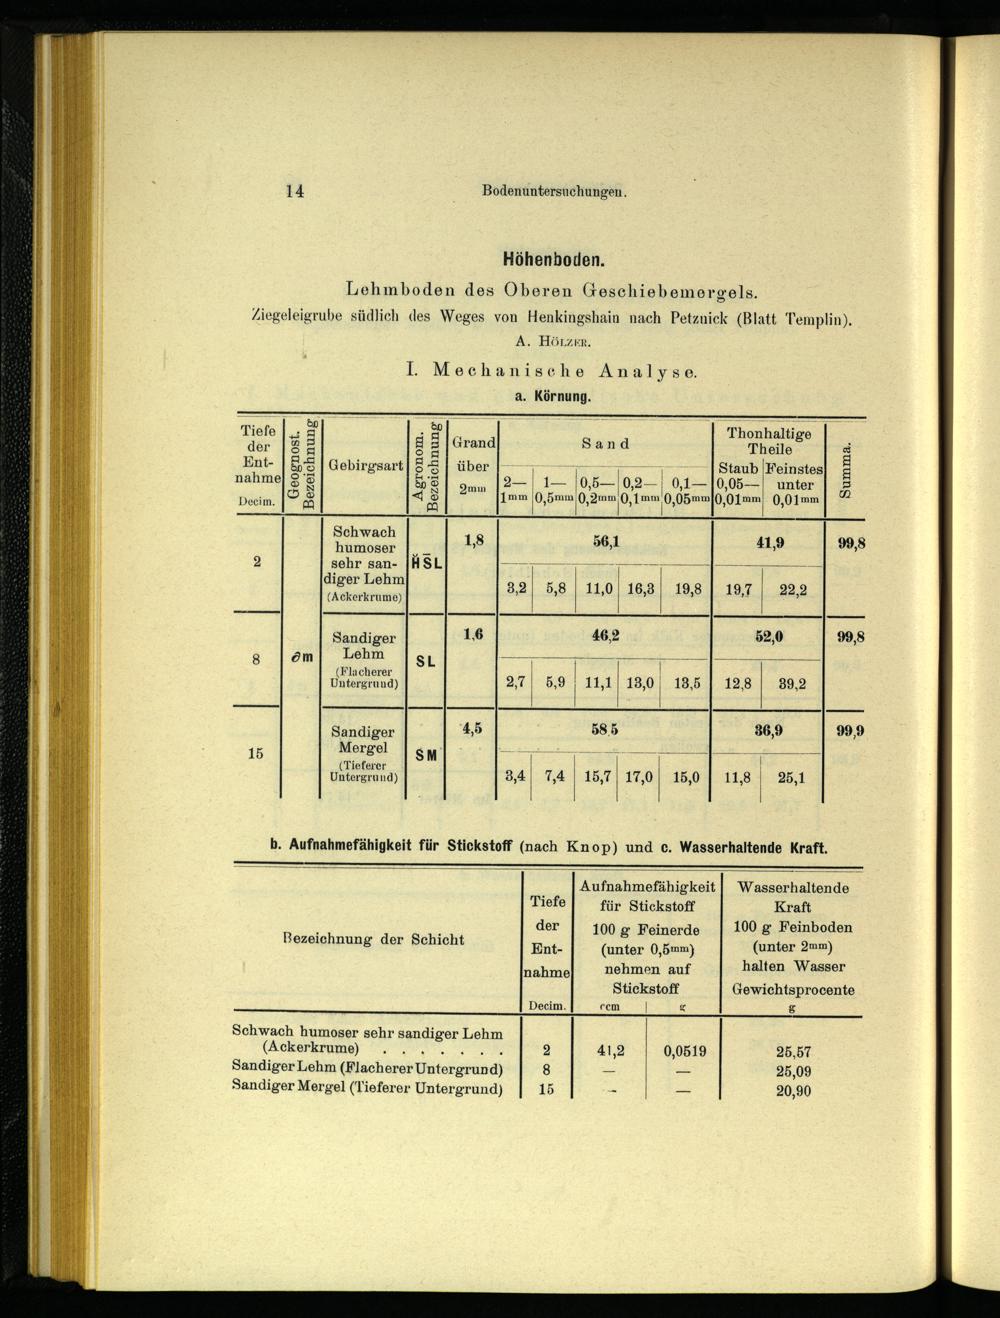 14 Bodenuntersuchungen.
Höhenboden.
Lehmboden des Oberen Geschiebemergels.
Ziegeleigrube südlich des Weges von Henkingshain nach Petznick (Blatt Templin).
A. HÖLZER.
I. Mechanische Analyse.
a. Körnung.
Tiefe der Ent-nahme Decim. | Geognost. Bezeichnung | Gebirgsart | Agronom. Bezeichnung | Grand über 2mm | Sand | Thonhaltige Theile | Summa.
2—1mm | 1—0,5mm | 0,5—0,2mm | 0,2—0,1mm | 0,1—0,05mm | Staub 0,05—0,01mm | Feinstes unter 0,01mm
2 | ∂m | Schwach humoser sehr san-diger Lehm (Ackerkrume) | H̆S̄L | 1,8 | 56,1 | 41,9 | 99,8
3,2 | 5,8 | 11,0 | 16,3 | 19,8 | 19,7 | 22,2
8 | Sandiger Lehm (Flacherer Untergrund) | SL | 1,6 | 46,2 | 52,0 | 99,8
2,7 | 5,9 | 11,1 | 13,0 | 13,5 | 12,8 | 39,2
15 | Sandiger Mergel (Tieferer Untergrund) | SM | 4,5 | 58 5 | 36,9 | 99,9
3,4 | 7,4 | 15,7 | 17,0 | 15,0 | 11,8 | 25,1
b. Aufnahmefähigkeit für Stickstoff (nach Knop) und c. Wasserhaltende Kraft.
Bezeichnung der Schicht | Tiefe der Ent-nahme Decim. | Aufnahmefähigkeit für Stickstoff 100 g Feinerde (unter 0,5mm) nehmen auf Stickstoff ccm | g | Wasserhaltende Kraft 100 g Feinboden (unter 2mm) halten Wasser Gewichtsprocente g
Schwach humoser sehr sandiger Lehm
(Ackerkrume) . . . . . . . | 2 | 41,2 | 0,0519 | 25,57
Sandiger Lehm (Flacherer Untergrund) | 8 | — | — | 25,09
Sandiger Mergel (Tieferer Untergrund) | 15 | — | — | 20,90